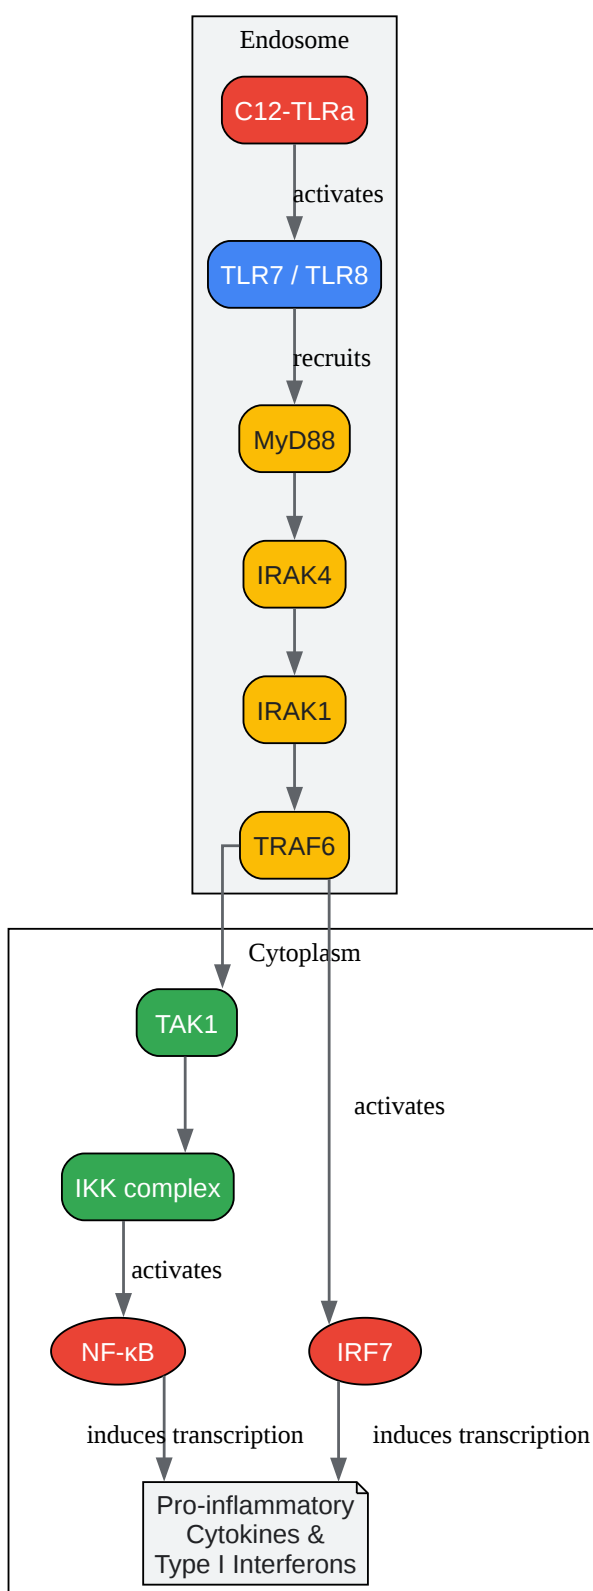 Endosome
C12-TLRa
activates
TLR7 / TLR8
recruits
MyD88
IRAK4
IRAK1
TRAF6
Cytoplasm
TAK1
activates
IKK complex
activates
NF-κB
IRF7
induces transcription
induces transcription
Pro-inflammatory
Cytokines &
Type I Interferons